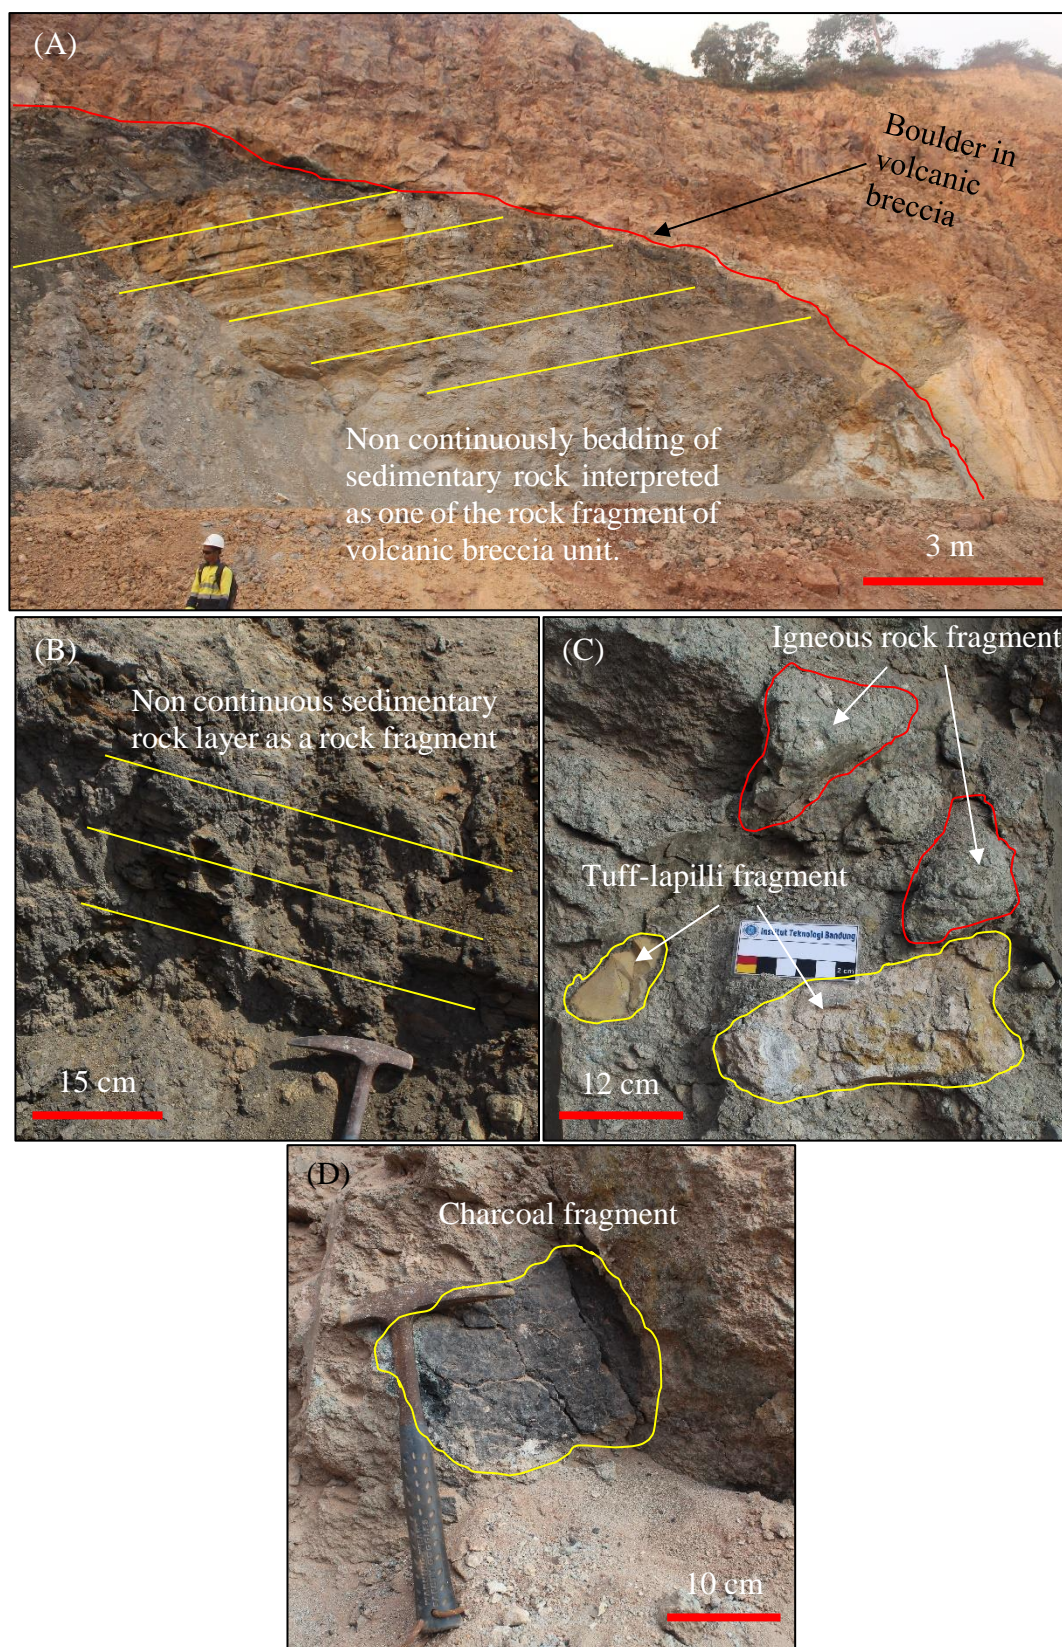 (A)
Boulder in
volcanic
breccia
Non continuously bedding of
sedimentary rock interpreted
as one of the rock fragment of
volcanic breccia unit.
3 m
(B)
Non continuous sedimentary
rock layer as a rock fragment
15 cm
(C)
Igneous rock fragment
Tuff-lapilli fragment
Institut Teknologi Bandung
2 cm
12 cm
(D)
Charcoal fragment
10 cm